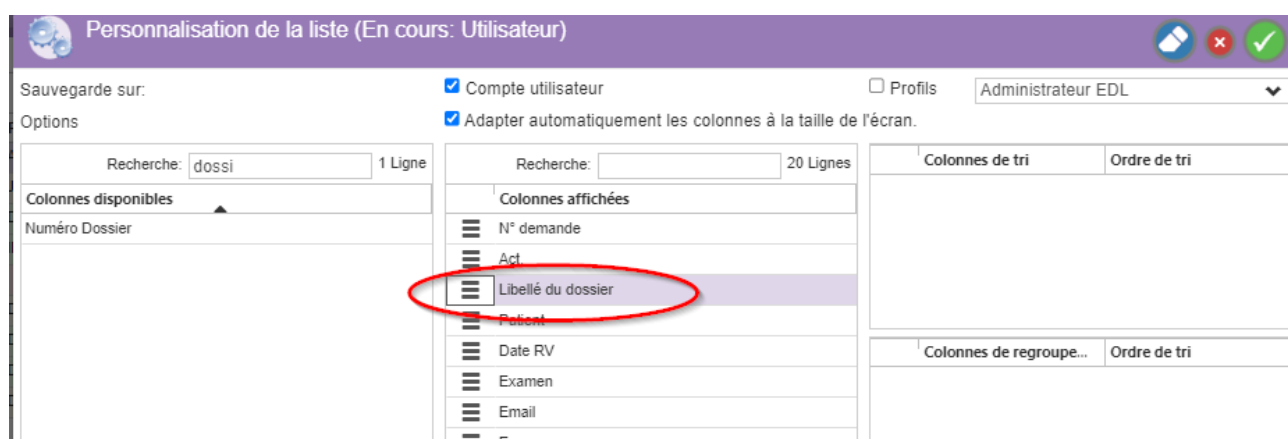 Personnalisation de la liste (En cours: Utilisateur)
Sauvegarde sur:
Compte utilisateur
Profils
Administrateur EDL
Options
Adapter automatiquement les colonnes à la taille de l'écran.
Recherche: dossi 1 Ligne
Colonnes disponibles
Numéro Dossier
Recherche: 20 Lignes
Colonnes affichées
N° demande
Act.
Libellé du dossier
Patient
Date RV
Examen
Email
Colonnes de tri Ordre de tri
Colonnes de regroupe... Ordre de tri